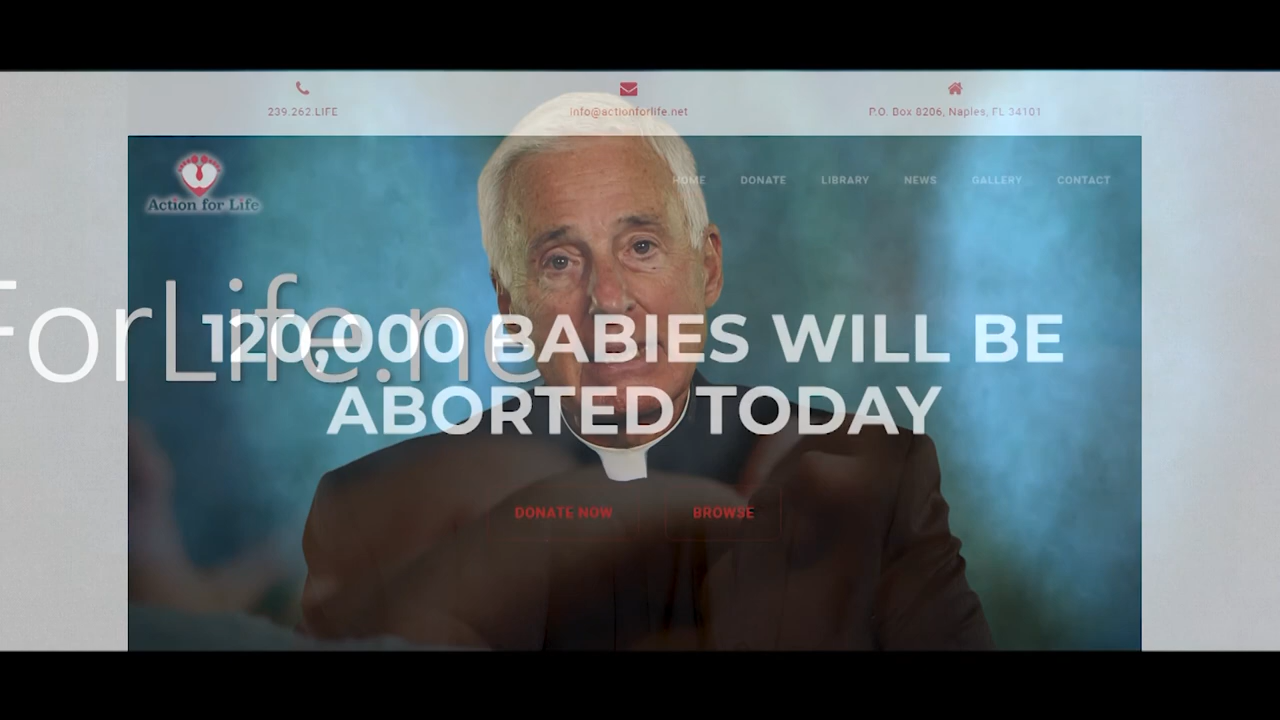 239.262.LIFE
info@actionforlife.net
P.O. Box 8206, Naples, FL 34101
Action for Life
HOME
DONATE
LIBRARY
NEWS
GALLERY
CONTACT
ForLife.ne
120,000 BABIES WILL BE
ABORTED TODAY
DONATE NOW
BROWSE